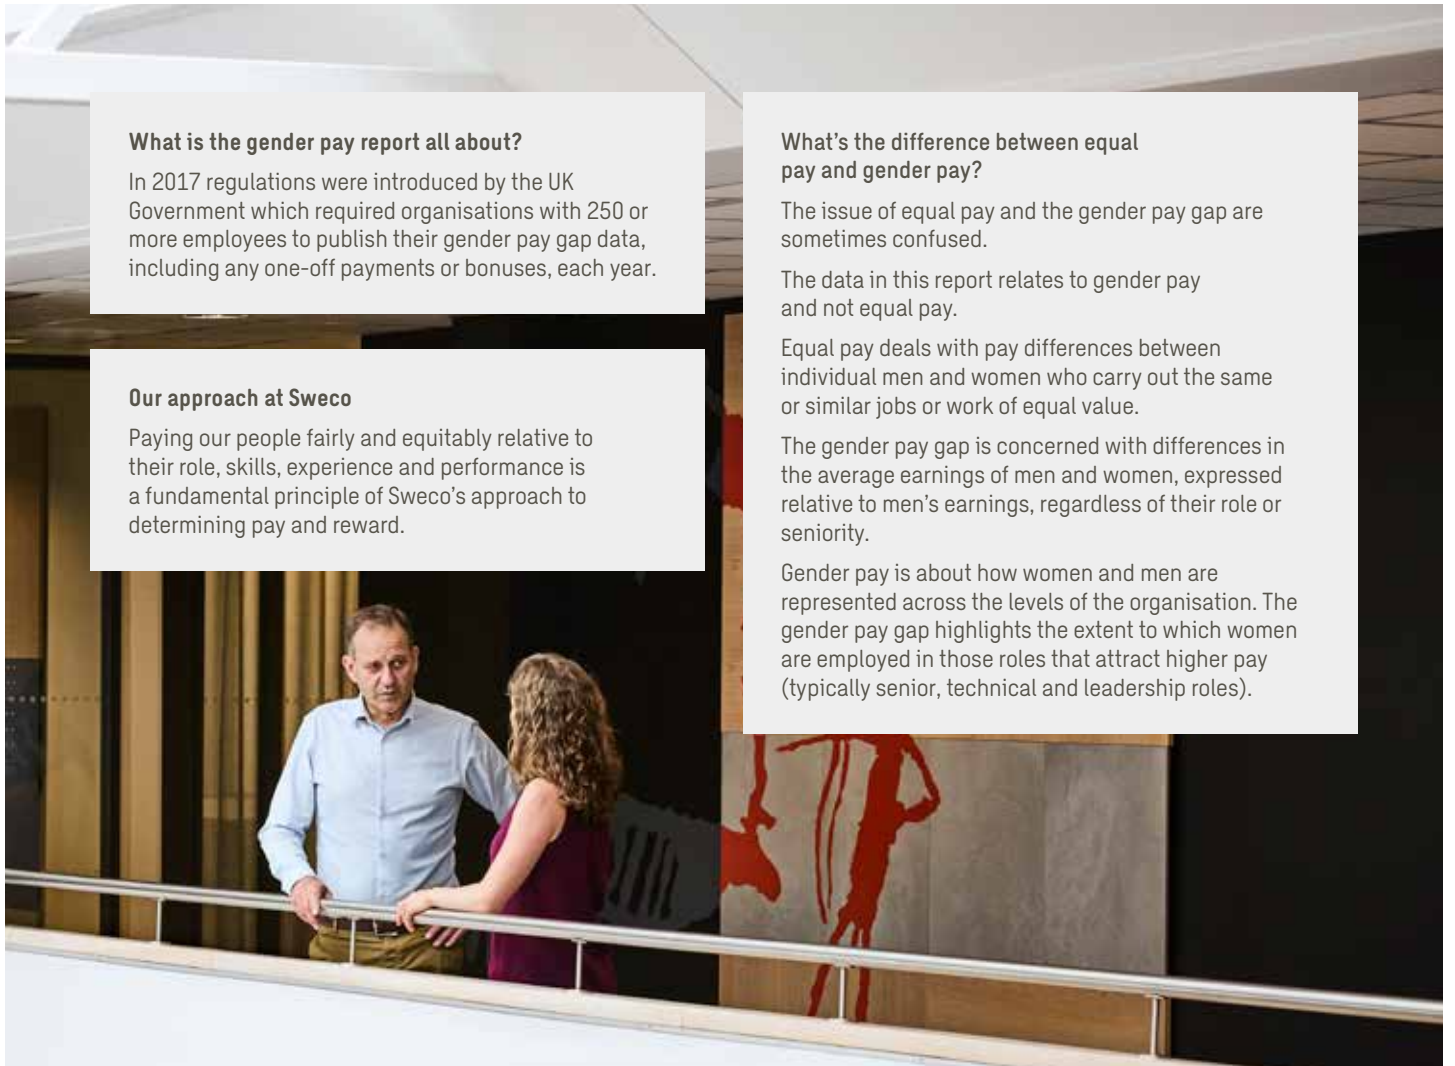 What is the gender pay report all about?
In 2017 regulations were introduced by the UK
Government which required organisations with 250 or
more employees to publish their gender pay gap data,
including any one-off payments or bonuses, each year.
Our approach at Sweco
Paying our people fairly and equitably relative to
their role, skills, experience and performance is
a fundamental principle of Sweco's approach to
determining pay and reward.
What's the difference between equal
pay and gender pay?
The issue of equal pay and the gender pay gap are
sometimes confused.
The data in this report relates to gender pay
and not equal pay.
Equal pay deals with pay differences between
individual men and women who carry out the same
or similar jobs or work of equal value.
The gender pay gap is concerned with differences in
the average earnings of men and women, expressed
relative to men's earnings, regardless of their role or
seniority.
Gender pay is about how women and men are
represented across the levels of the organisation. The
gender pay gap highlights the extent to which women
are employed in those roles that attract higher pay
(typically senior, technical and leadership roles).